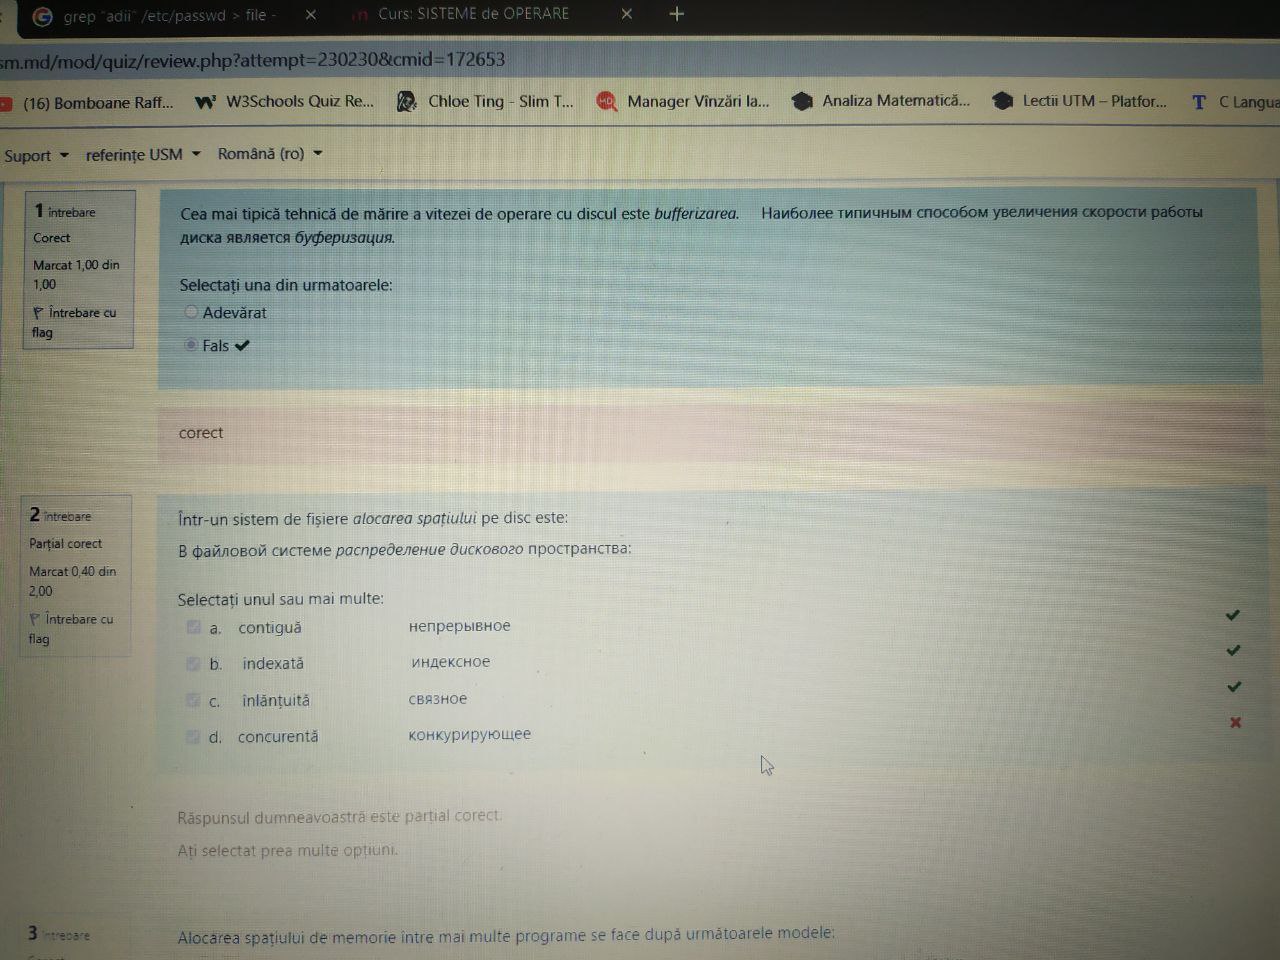 grep "adii" /etc/passwd > file -
Curs: SISTEME de OPERARE
sm.md/mod/quiz/review.php?attempt=230230&cmid=172653
(16) Bomboane Raff...
W3Schools Quiz Re...
Chloe Ting - Slim T...
MD
Manager Vînzări la...
Analiza Matematică...
Lectii UTM – Platfor...
T C Langua
Suport
referințe USM
Română (ro)
1 întrebare
Corect
Marcat 1,00 din
1,00
Întrebare cu
flag
Cea mai tipică tehnică de mărire a vitezei de operare cu discul este bufferizarea. Наиболее типичным способом увеличения скорости работы
диска является буферизация.
Selectați una din urmatoarele:
Adevărat
Fals
corect
2 întrebare
Parțial corect
Marcat 0,40 din
2,00
Întrebare cu
flag
Într-un sistem de fișiere alocarea spațiului pe disc este:
В файловой системе распределение дискового пространства:
Selectați unul sau mai multe:
a. contiguă непрерывное
b. indexată индексное
c. înlănțuită связное
d. concurentă конкурирующее
Răspunsul dumneavoastră este parțial corect.
Ați selectat prea multe opțiuni.
3 întrebare
Alocarea spațiului de memorie între mai multe programe se face după următoarele modele: